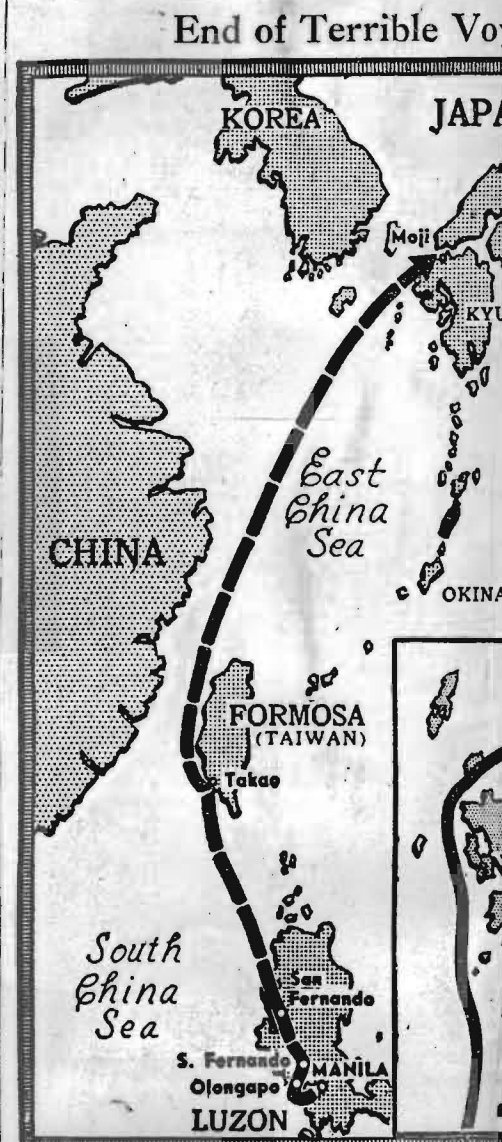 End of Terrible Vo
KOREA
JAPA
Moji
KYU
East
China
Sea
CHINA
OKINA
FORMOSA
(TAIWAN)
Takao
South
China
Sea
San
Fernando
S. Fernando
MANILA
Olongapo
LUZON